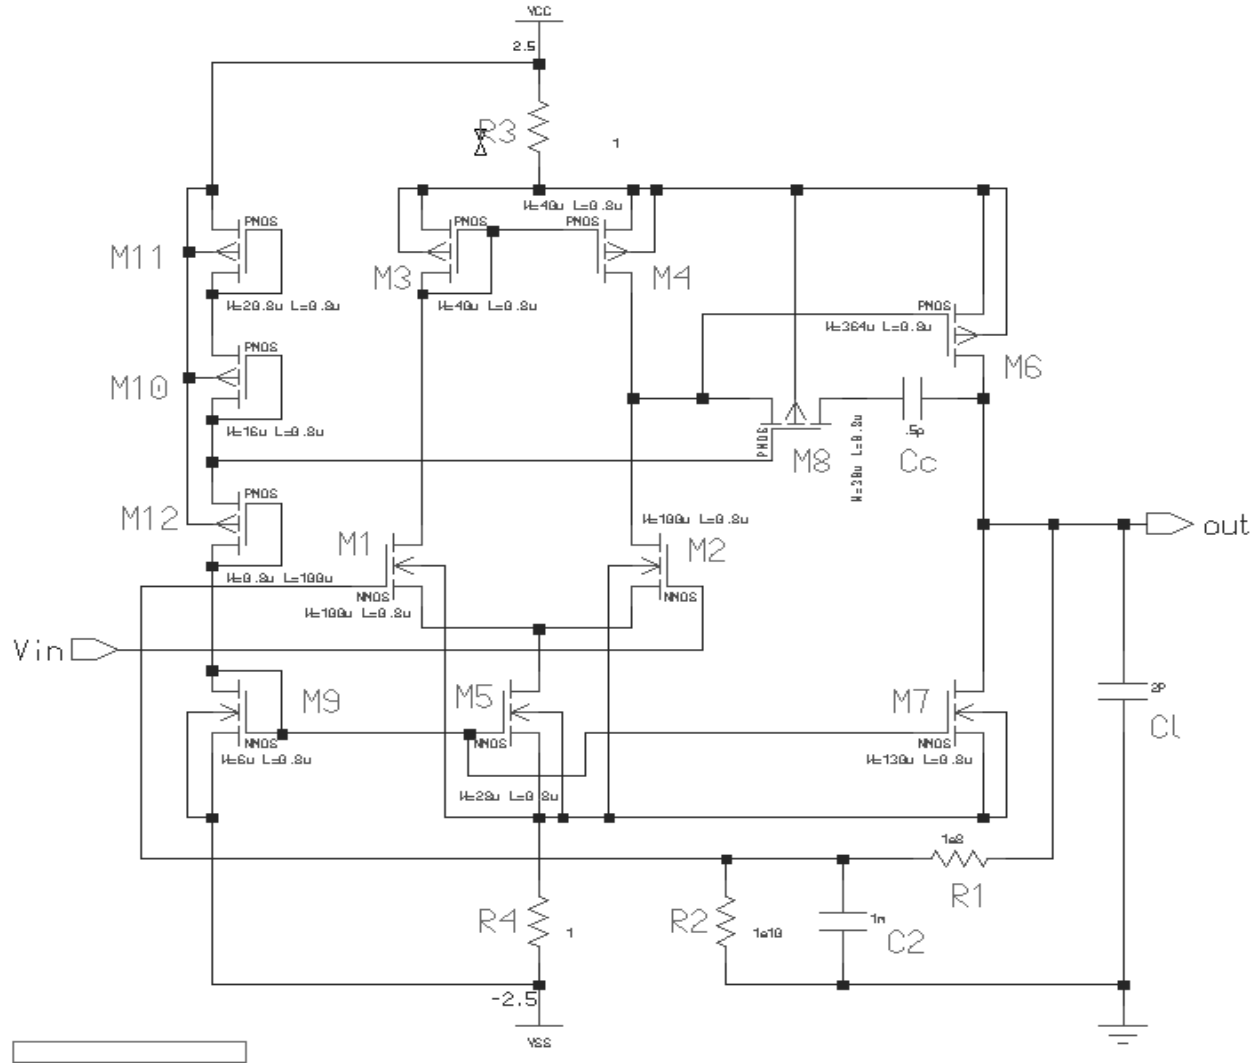 VCC
2.5
R3
1
W=40u L=0.8u
PMOS
PMOS
PMOS
M11
M3
M4
W=20.8u L=0.8u
W=40u L=0.8u
PMOS
W=364u L=0.8u
M6
PMOS
M10
W=16u L=0.8u
.5p
PMOS
M8
W=30u L=0.8u
Cc
PMOS
M12
W=100u L=0.8u
M1
M2
out
W=0.8u L=100u
NMOS
NMOS
W=100u L=0.8u
Vin
M9
M5
M7
2P
Cl
NMOS
NMOS
NMOS
W=6u L=0.8u
W=130u L=0.8u
W=28u L=0.8u
1e8
R1
R4
1
R2
1e10
1m
C2
-2.5
VSS